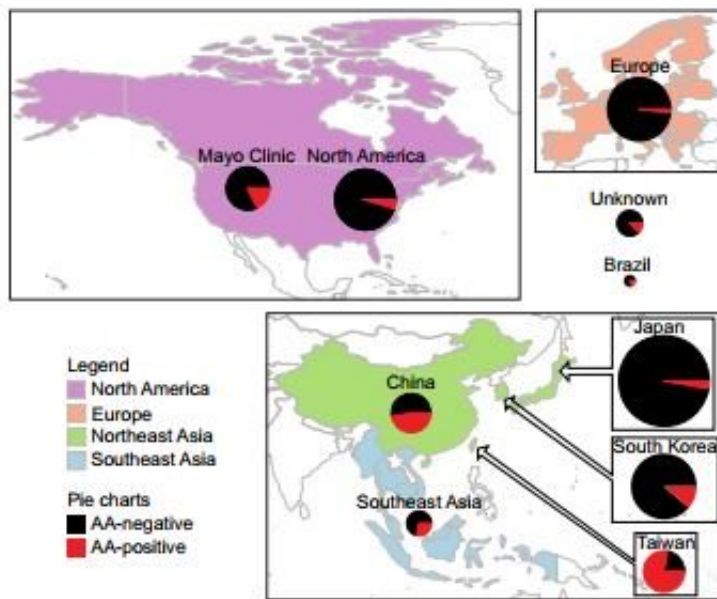 Mayo Clinic
North America
Europe
Unknown
Brazil
Legend
North America
Europe
Northeast Asia
Southeast Asia
Pie charts
AA-negative
AA-positive
China
Southeast Asia
Japan
South Korea
Taiwan